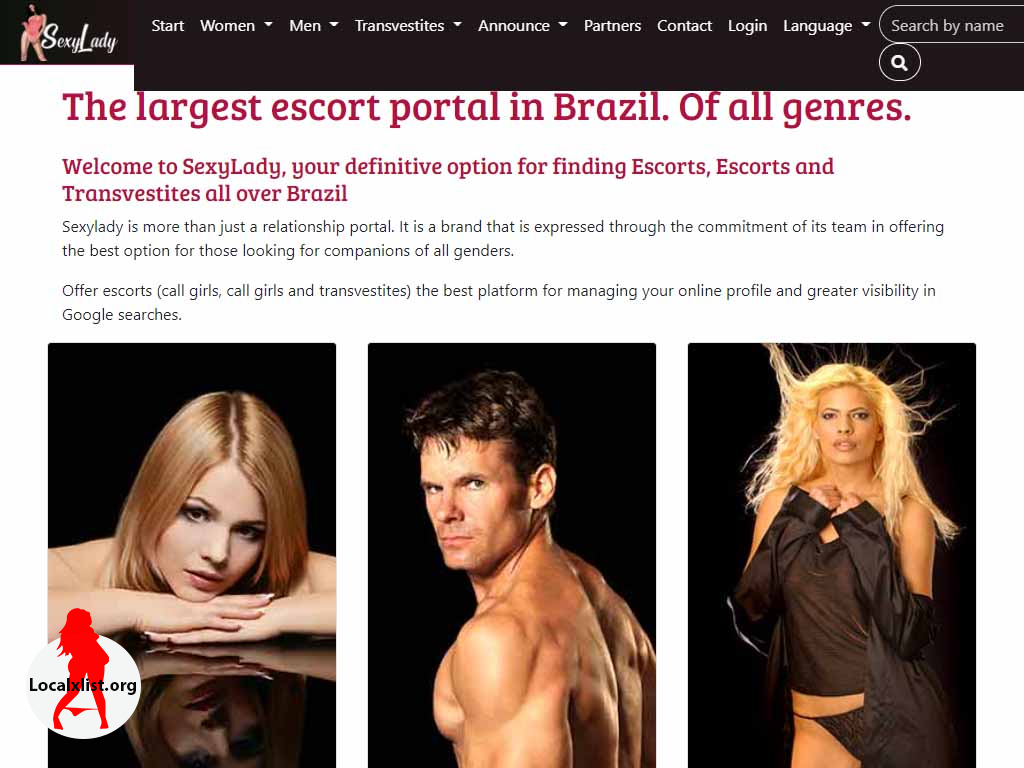 SexyLady
Start Women Men Transvestites Announce Partners Contact Login Language Search by name
The largest escort portal in Brazil. Of all genres.
Welcome to SexyLady, your definitive option for finding Escorts, Escorts and
Transvestites all over Brazil
Sexylady is more than just a relationship portal. It is a brand that is expressed through the commitment of its team in offering
the best option for those looking for companions of all genders.
Offer escorts (call girls, call girls and transvestites) the best platform for managing your online profile and greater visibility in
Google searches.
Localxlist.org